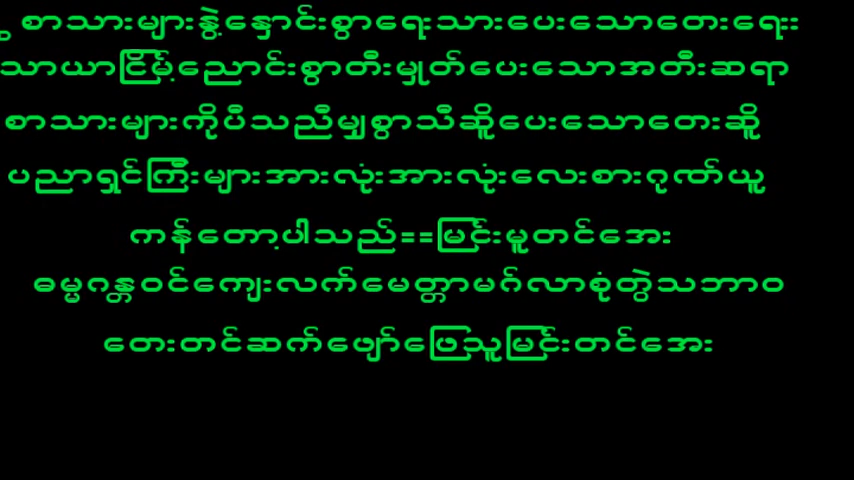 စာသားများနွဲ့နှောင်းစွာရေးသားပေးသောတေးရေး
သာယာငြိမ့်ညောင်းစွာတီးမှုတ်ပေးသောအတီးဆရာ
စာသားများကိုပီသညီမျှစွာသီဆိုပေးသောတေးဆို
ပညာရှင်ကြီးများအားလုံးအားလုံးလေးစားဂုဏ်ယူ
ကန်တော့ပါသည်==မြင်းမူတင်အေး
ဓမ္မဂန္တဝင်ကျေးလက်မေတ္တာမဂ်လာစုံတွဲသဘာဝ
တေးတင်ဆက်ဖျော်ဖြေသူမြင်းတင်အေး